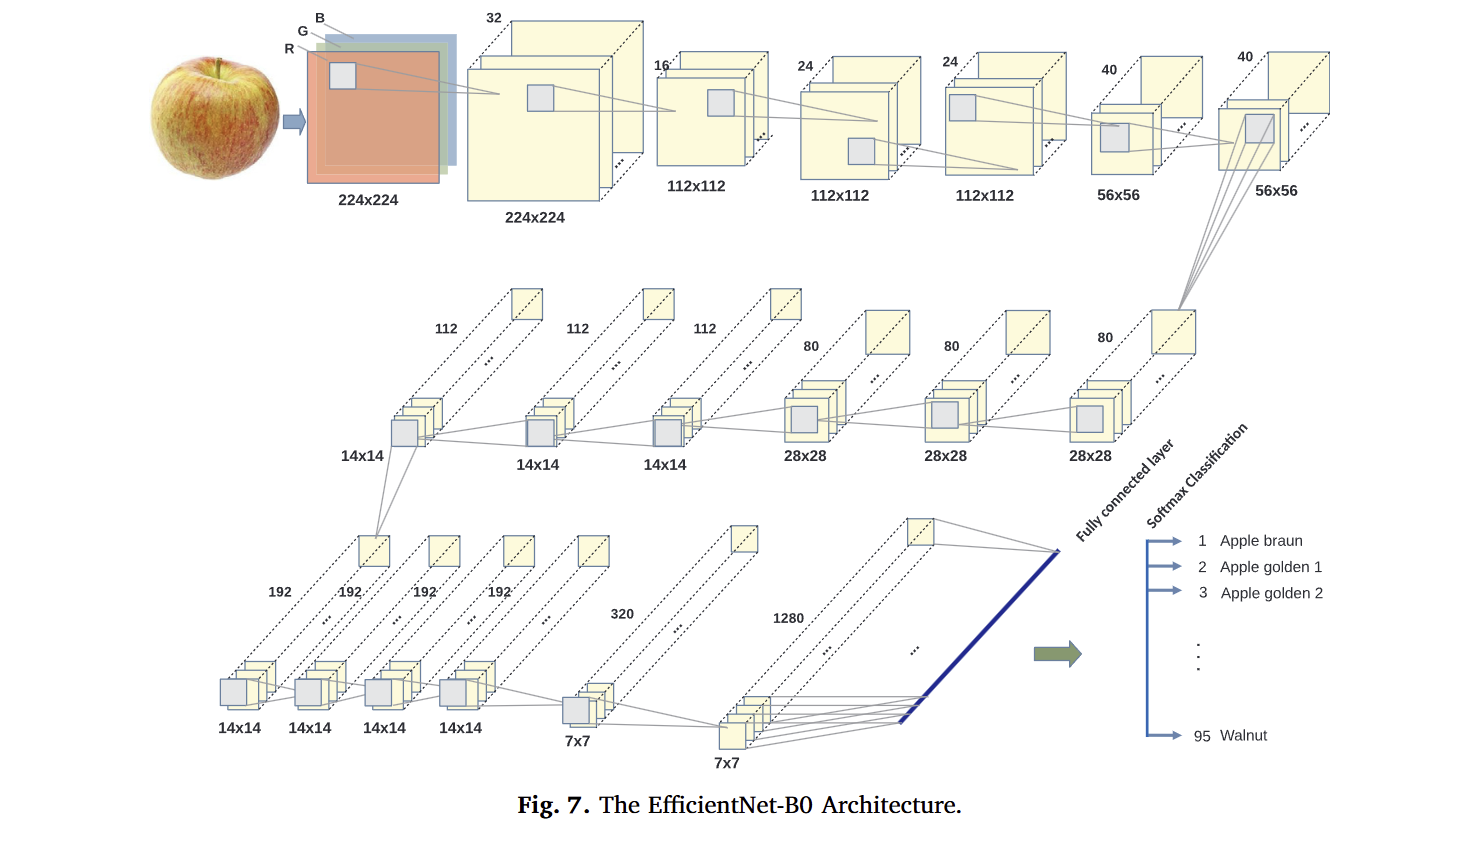 B
G
R
32
16
24
24
40
40
224x224
224x224
112x112
112x112
112x112
56x56
56x56
112
112
112
80
80
80
14x14
14x14
14x14
28x28
28x28
28x28
Fully connected layer
Softmax Classification
192
192
192
192
320
1280
14x14
14x14
14x14
14x14
7x7
7x7
1 Apple braun
2 Apple golden 1
3 Apple golden 2
95 Walnut
Fig. 7. The EfficientNet-B0 Architecture.